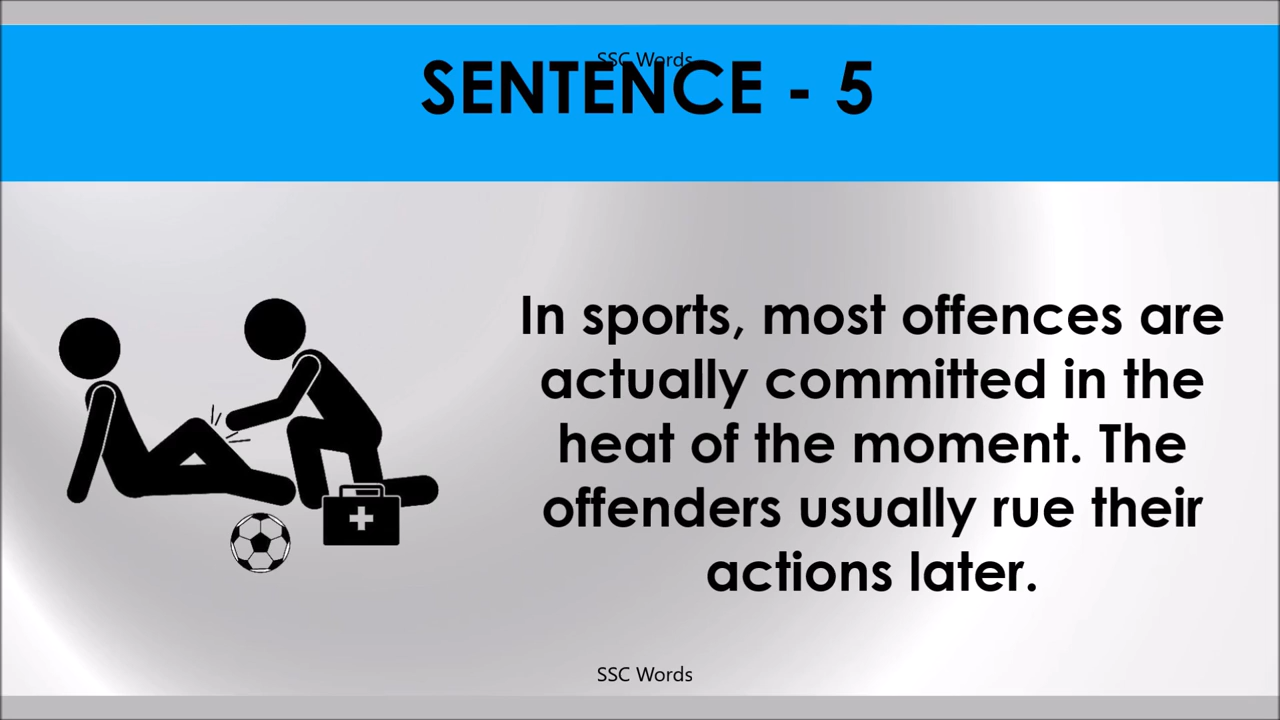 SSC Words
SENTENCE - 5
In sports, most offences are
actually committed in the
heat of the moment. The
offenders usually rue their
actions later.
SSC Words